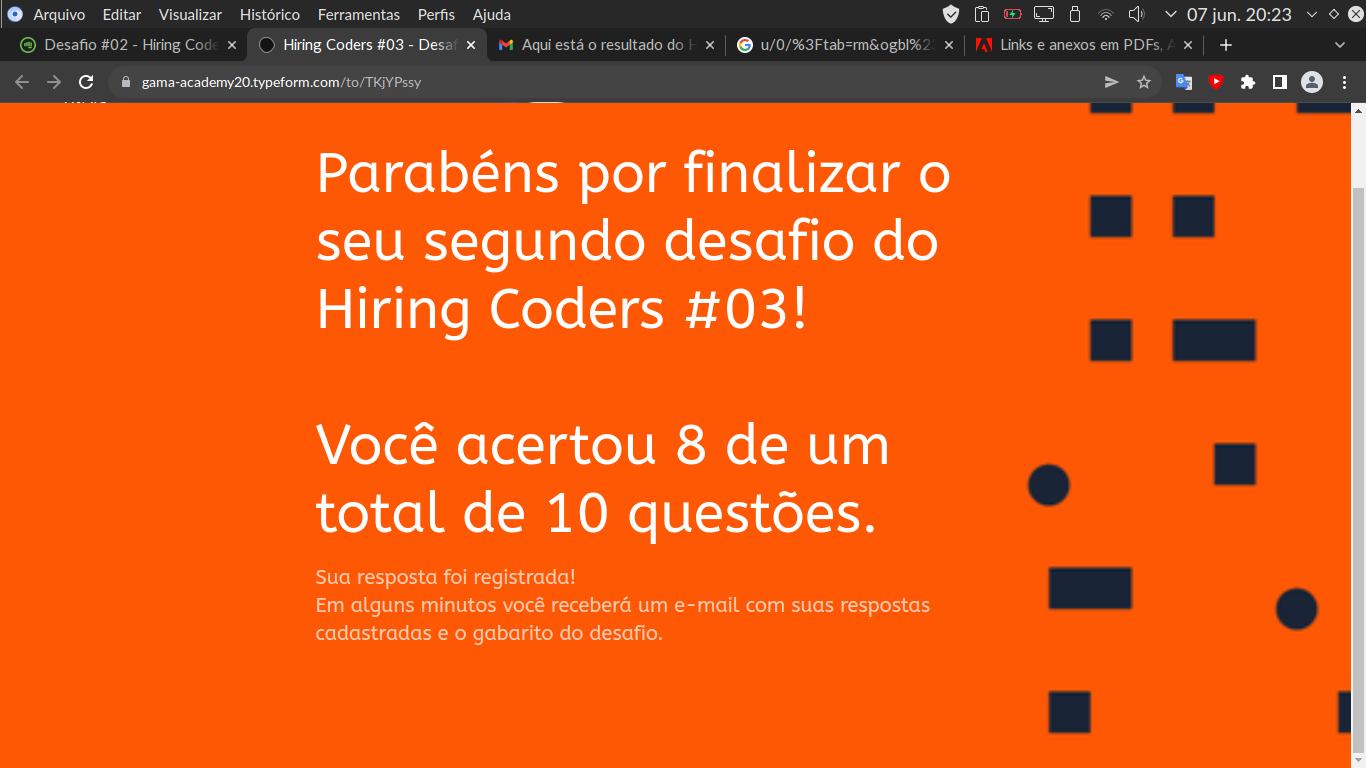 Arquivo Editar Visualizar Histórico Ferramentas Perfis Ajuda 07 jun. 20:23
Desafio #02 - Hiring Code Hiring Coders #03 - Desaf Aqui está o resultado do H u/0/%3Ftab=rm&ogbl%22 Links e anexos em PDFs, A
gama-academy20.typeform.com/to/TKjYPssy
Parabéns por finalizar o
seu segundo desafio do
Hiring Coders #03!
Você acertou 8 de um
total de 10 questões.
Sua resposta foi registrada!
Em alguns minutos você receberá um e-mail com suas respostas
cadastradas e o gabarito do desafio.